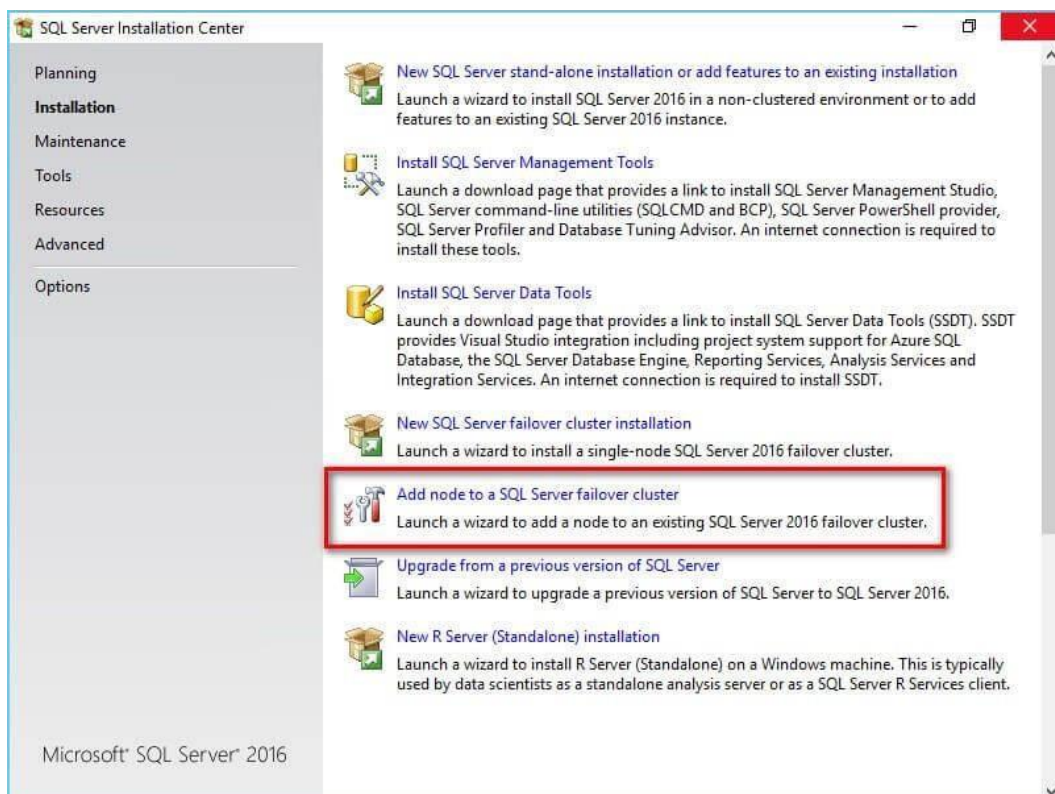 SQL Server Installation Center
Planning
Installation
Maintenance
Tools
Resources
Advanced
Options
New SQL Server stand-alone installation or add features to an existing installation
Launch a wizard to install SQL Server 2016 in a non-clustered environment or to add
features to an existing SQL Server 2016 instance.
Install SQL Server Management Tools
Launch a download page that provides a link to install SQL Server Management Studio,
SQL Server command-line utilities (SQLCMD and BCP), SQL Server PowerShell provider,
SQL Server Profiler and Database Tuning Advisor. An internet connection is required to
install these tools.
Install SQL Server Data Tools
Launch a download page that provides a link to install SQL Server Data Tools (SSDT). SSDT
provides Visual Studio integration including project system support for Azure SQL
Database, the SQL Server Database Engine, Reporting Services, Analysis Services and
Integration Services. An internet connection is required to install SSDT.
New SQL Server failover cluster installation
Launch a wizard to install a single-node SQL Server 2016 failover cluster.
Add node to a SQL Server failover cluster
Launch a wizard to add a node to an existing SQL Server 2016 failover cluster.
Upgrade from a previous version of SQL Server
Launch a wizard to upgrade a previous version of SQL Server to SQL Server 2016.
New R Server (Standalone) installation
Launch a wizard to install R Server (Standalone) on a Windows machine. This is typically
used by data scientists as a standalone analysis server or as a SQL Server R Services client.
Microsoft® SQL Server® 2016